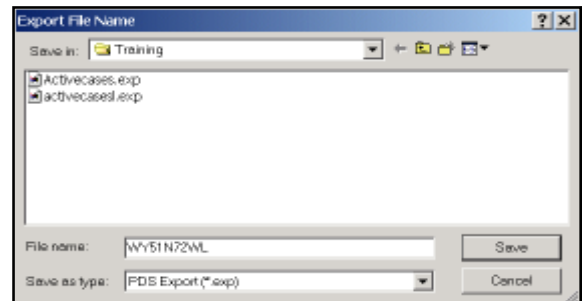 Export File Name
Save in: Training
Activecases.exp
activecasesl.exp
File name: WY51N72WL Save
Save as type: PDS Export (*.exp) Cancel